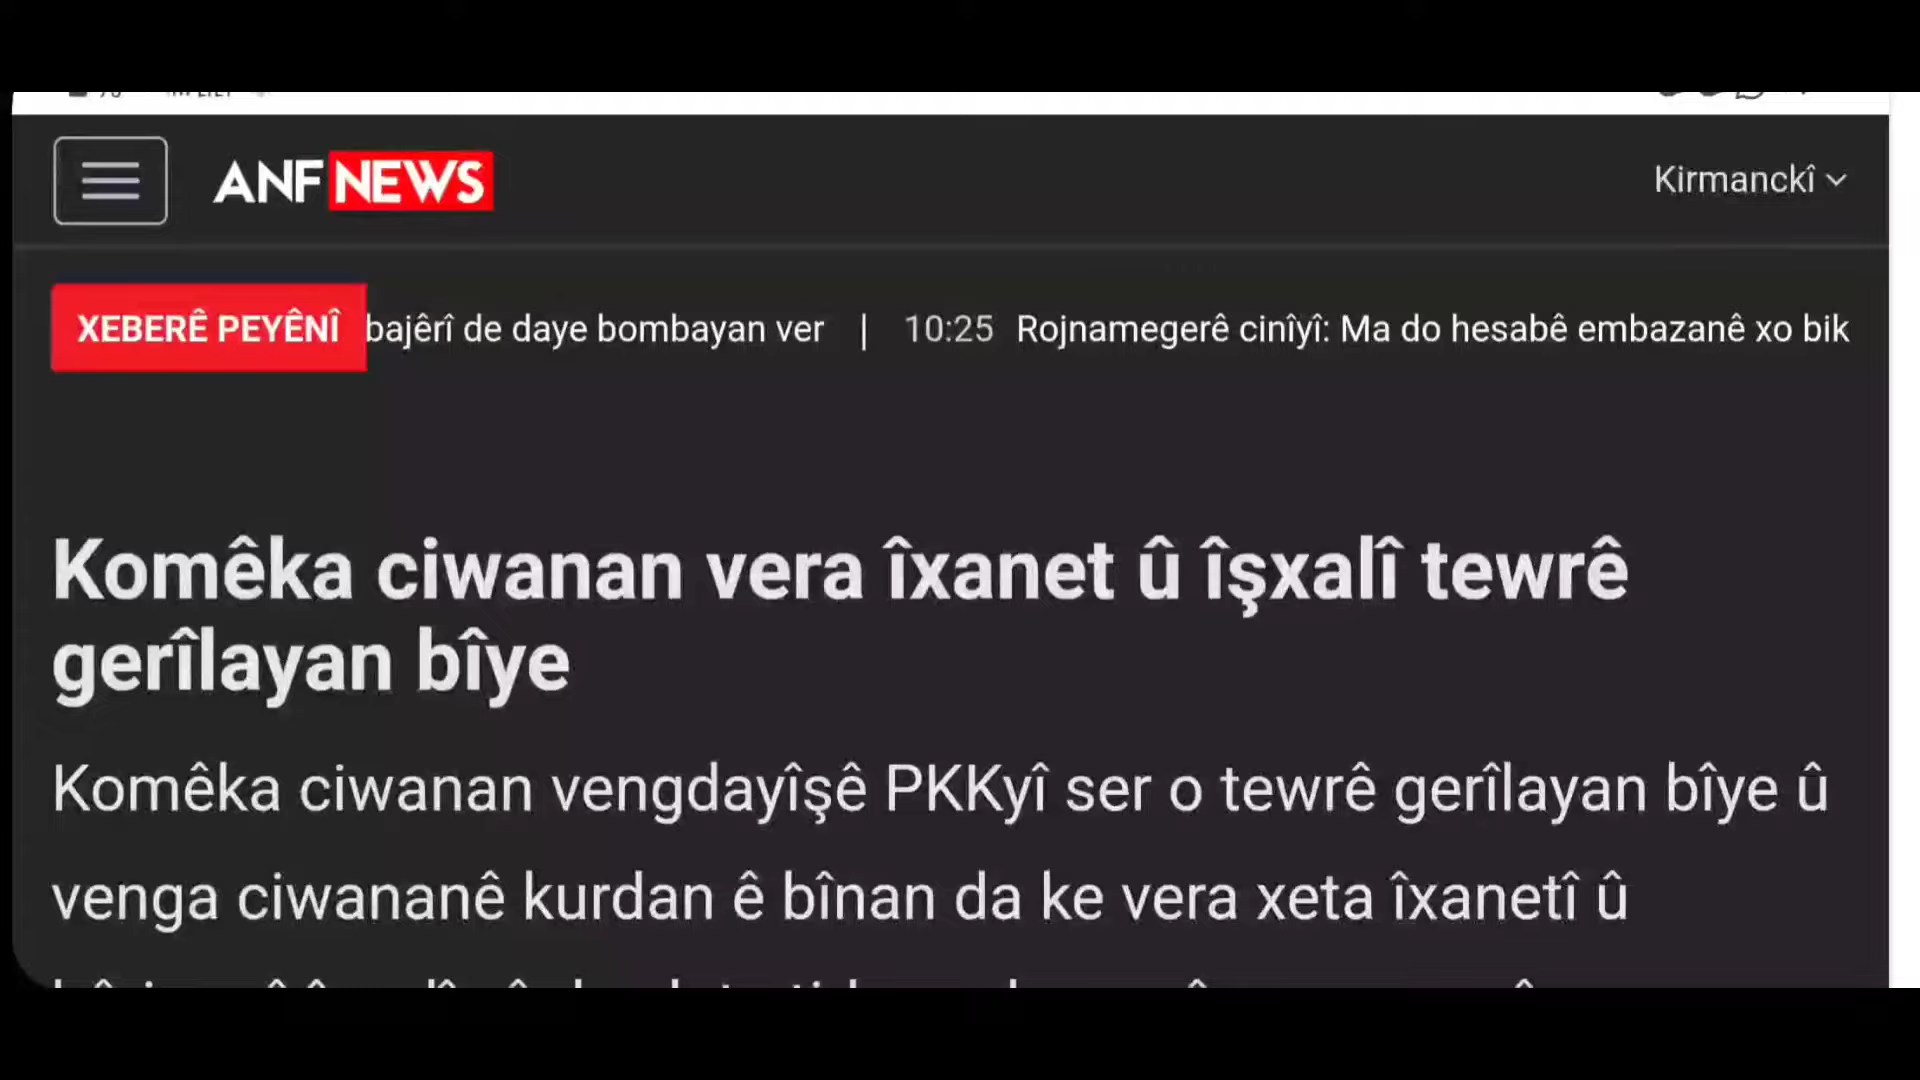 ANF NEWS
Kirmanckî
XEBERÊ PEYÊNÎ bajêrî de daye bombayan ver | 10:25 Rojnamegerê cinîyî: Ma do hesabê embazanê xo bik
Komêka ciwanan vera îxanet û îşxalî tewrê
gerîlayan bîye
Komêka ciwanan vengdayîşê PKKyî ser o tewrê gerîlayan bîye û
venga ciwananê kurdan ê bînan da ke vera xeta îxanetî û